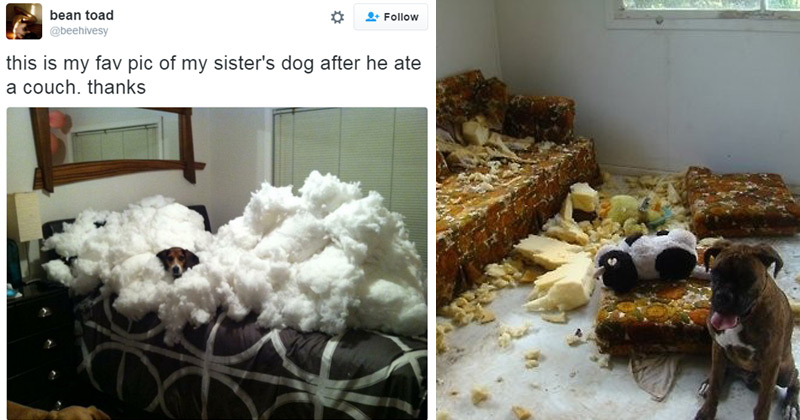 bean toad
@beehivesy
Follow
this is my fav pic of my sister's dog after he ate
a couch. thanks